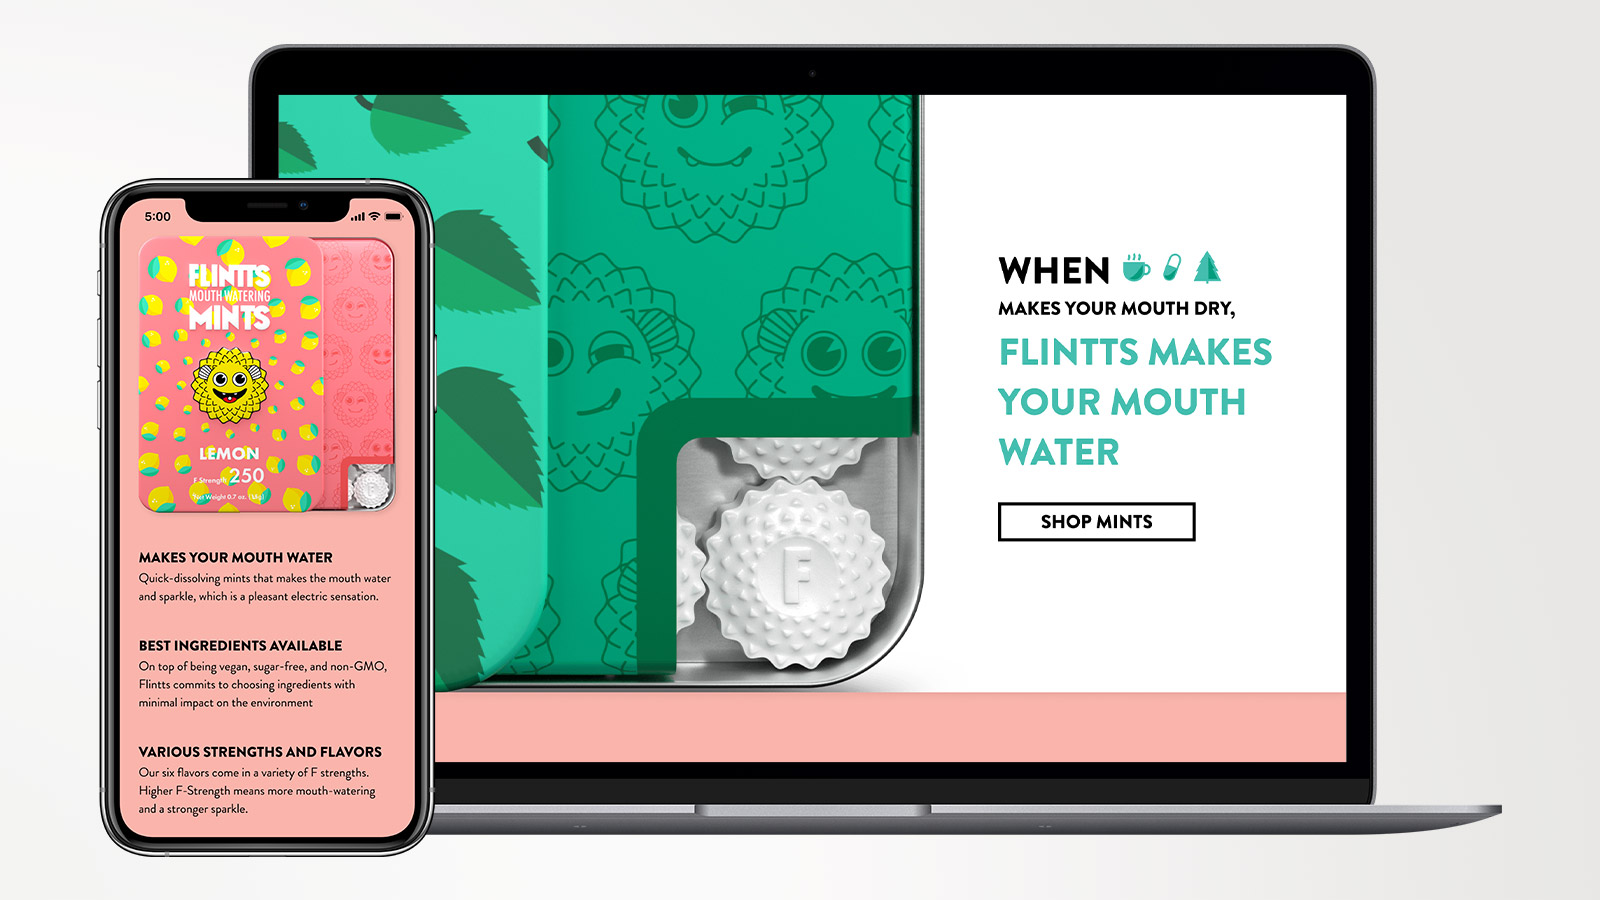 5:00
FLINTTS
MOUTH WATERING
MINTS
LEMON
F Strength 250
Net Weight 0.7 oz. (18g)
MAKES YOUR MOUTH WATER
Quick-dissolving mints that makes the mouth water
and sparkle, which is a pleasant electric sensation.
BEST INGREDIENTS AVAILABLE
On top of being vegan, sugar-free, and non-GMO,
Flintts commits to choosing ingredients with
minimal impact on the environment
VARIOUS STRENGTHS AND FLAVORS
Our six flavors come in a variety of F strengths.
Higher F-Strength means more mouth-watering
and a stronger sparkle.
F
WHEN
MAKES YOUR MOUTH DRY,
FLINTTS MAKES
YOUR MOUTH
WATER
SHOP MINTS